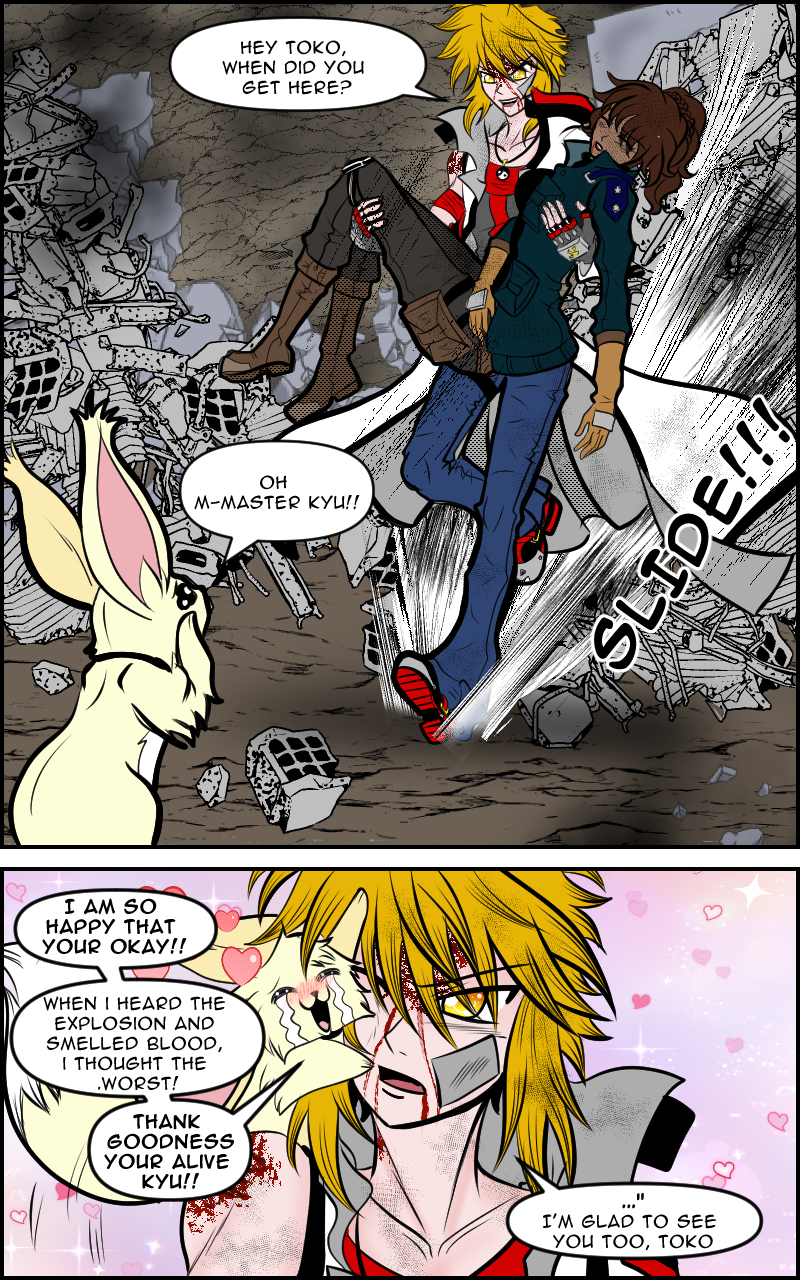 HEY TOKO,
WHEN DID YOU
GET HERE?
OH
M-MASTER KYU!!
SLIDE!!!
I AM SO
HAPPY THAT
YOUR OKAY!!
WHEN I HEARD THE
EXPLOSION AND
SMELLED BLOOD,
I THOUGHT THE
.WORST!
THANK
GOODNESS
YOUR ALIVE
KYU!!
..."
I'M GLAD TO SEE
YOU TOO, TOKO